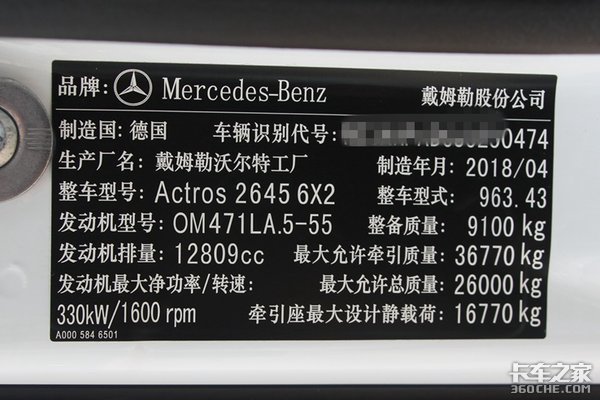 品牌: Mercedes-Benz 戴姆勒股份公司
制造国: 德国 车辆识别代号: 0474
生产厂名: 戴姆勒沃尔特工厂 制造年月: 2018/04
整车型号: Actros 2645 6X2 整车型式: 963.43
发动机型号: OM471LA.5-55 整备质量: 9100 kg
发动机排量: 12809cc 最大允许牵引质量: 36770 kg
发动机最大净功率/转速: 最大允许总质量: 26000 kg
330kW/1600 rpm 牵引座最大设计静载荷: 16770 kg
A000 584 6501
卡车之家
360che.com